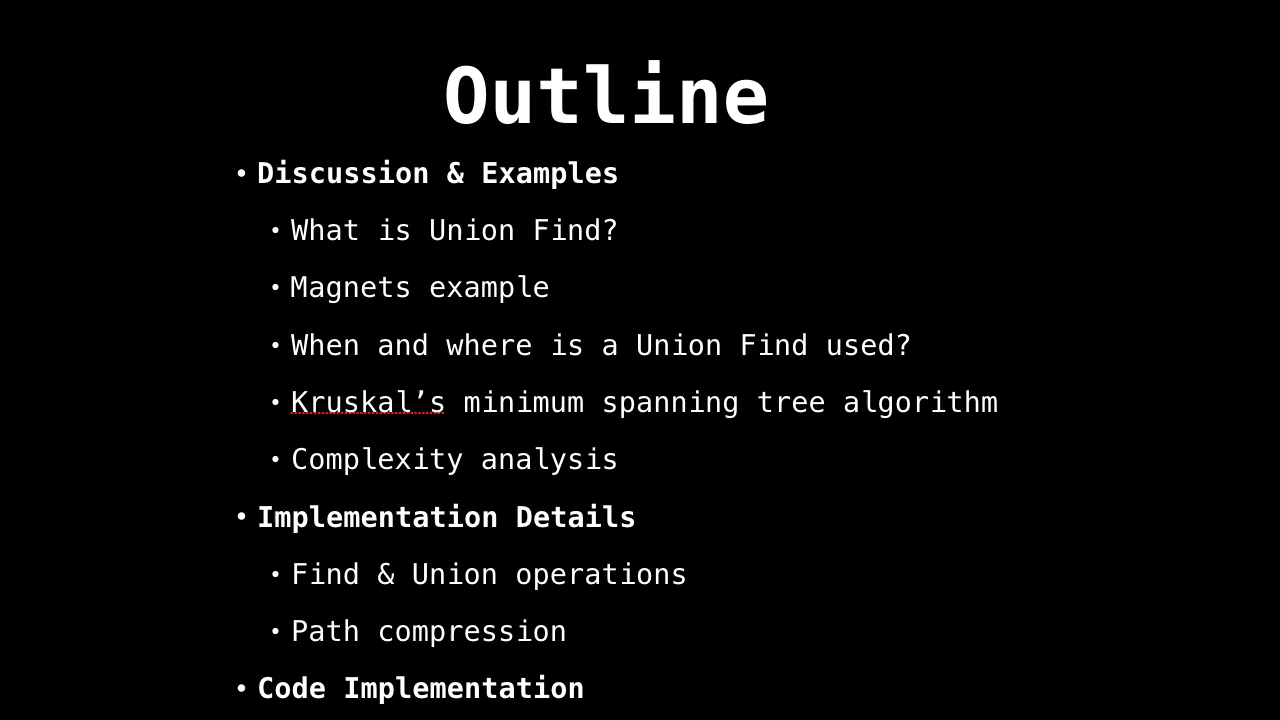 Outline
• Discussion & Examples
• What is Union Find?
• Magnets example
• When and where is a Union Find used?
• Kruskal’s minimum spanning tree algorithm
• Complexity analysis
• Implementation Details
• Find & Union operations
• Path compression
• Code Implementation